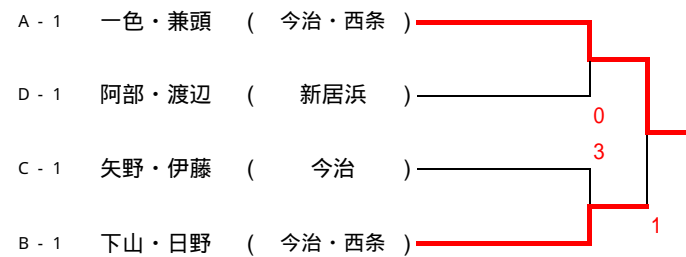 A - 1 一色・兼頭 ( 今治・西条 )
D - 1 阿部・渡辺 ( 新居浜 )
0
3
C - 1 矢野・伊藤 ( 今治 )
1
B - 1 下山・日野 ( 今治・西条 )